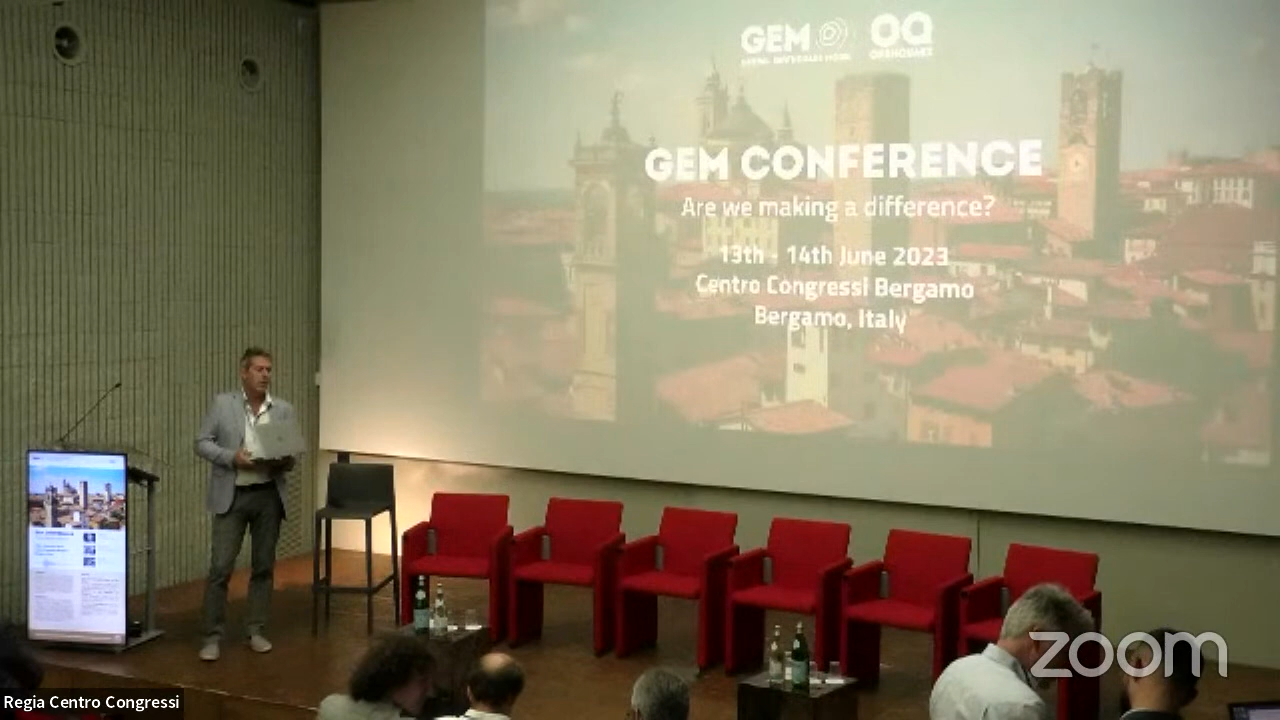 GEM
OQ
GEM CONFERENCE
Are we making a difference?
13th - 14th June 2023
Centro Congressi Bergamo
Bergamo, Italy
zoom
Regia Centro Congressi